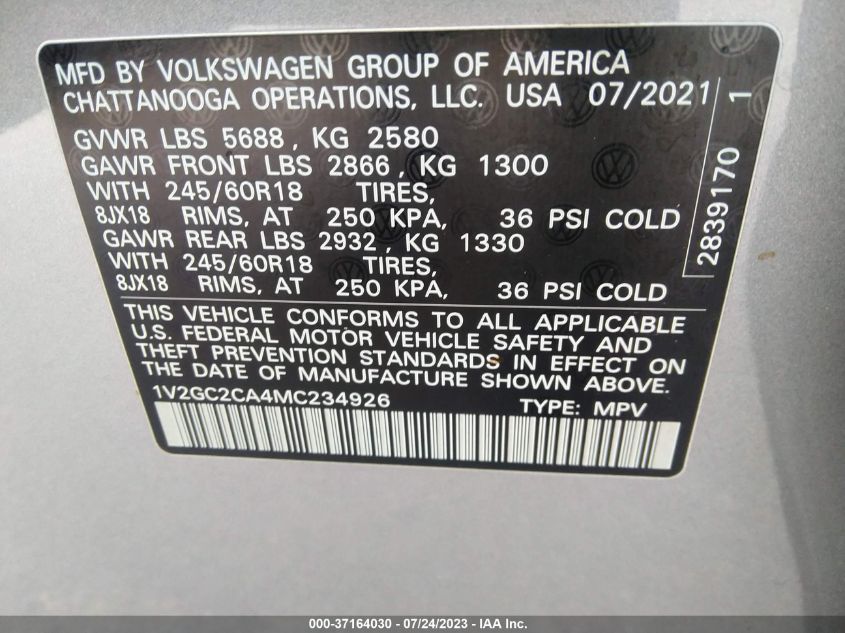 MFD BY VOLKSWAGEN GROUP OF AMERICA
CHATTANOOGA OPERATIONS, LLC. USA 07/2021
GVWR LBS 5688, KG 2580
GAWR FRONT LBS 2866, KG 1300
WITH 245/60R18 TIRES,
8JX18 RIMS, AT 250 KPA, 36 PSI COLD
GAWR REAR LBS 2932, KG 1330
WITH 245/60R18 TIRES,
8JX18 RIMS, AT 250 KPA, 36 PSI COLD
THIS VEHICLE CONFORMS TO ALL APPLICABLE
U.S. FEDERAL MOTOR VEHICLE SAFETY AND
THEFT PREVENTION STANDARDS IN EFFECT ON
THE DATE OF MANUFACTURE SHOWN ABOVE.
1V2GC2CA4MC234926 TYPE: MPV
2839170 1
000-37164030 - 07/24/2023 - IAA Inc.